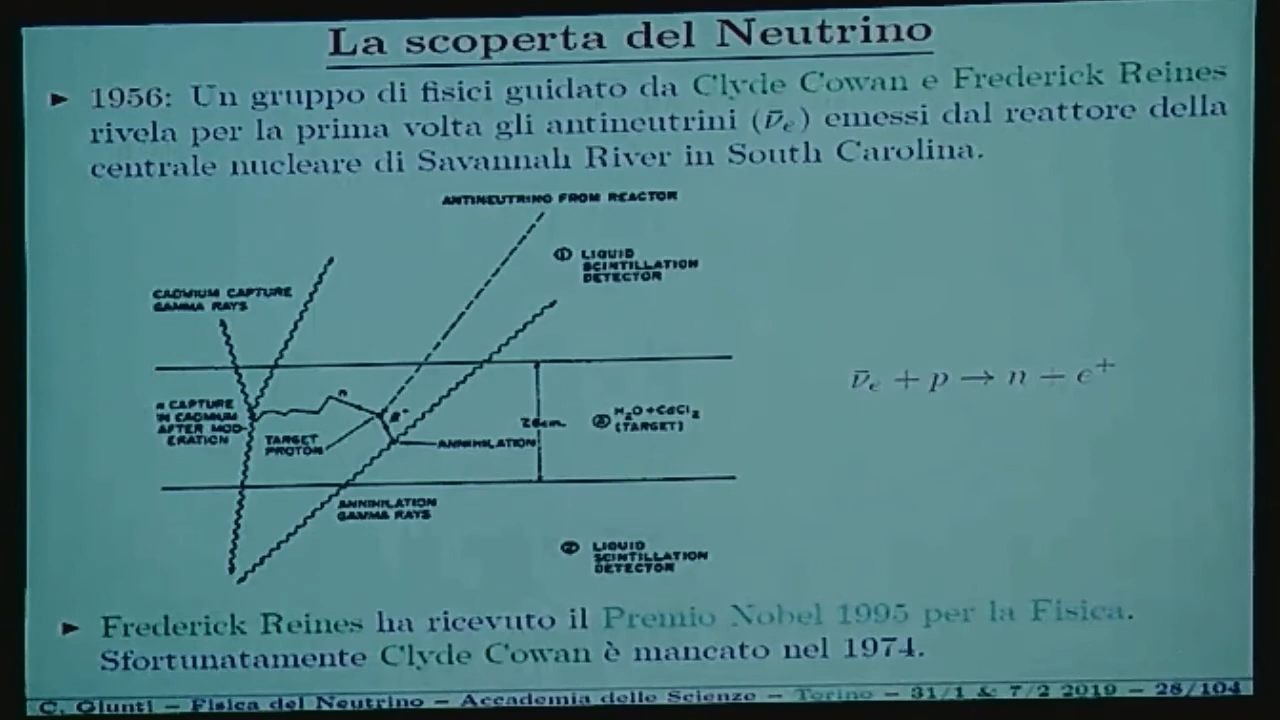 La scoperta del Neutrino
► 1956: Un gruppo di fisici guidato da Clyde Cowan e Frederick Reines
rivela per la prima volta gli antineutrini (ν̄e) emessi dal reattore della
centrale nucleare di Savannah River in South Carolina.
ANTINEUTRINO FROM REACTOR
① LIQUID
SCINTILLATION
DETECTOR
CADMIUM CAPTURE
GAMMA RAYS
n CAPTURE
IN CADMIUM
AFTER MOD-
ERATION
n
TARGET
PROTON
ANNIHILATION
H2O+CdCl2
(TARGET)
ν̄e + p → n + e+
ANNIHILATION
GAMMA RAYS
LIQUID
SCINTILLATION
DETECTOR
► Frederick Reines ha ricevuto il Premio Nobel 1995 per la Fisica.
Sfortunatamente Clyde Cowan è mancato nel 1974.
C. Giunti – Fisica del Neutrino – Accademia delle Scienze – Torino – 31/1 & 7/2 2019 – 28/104